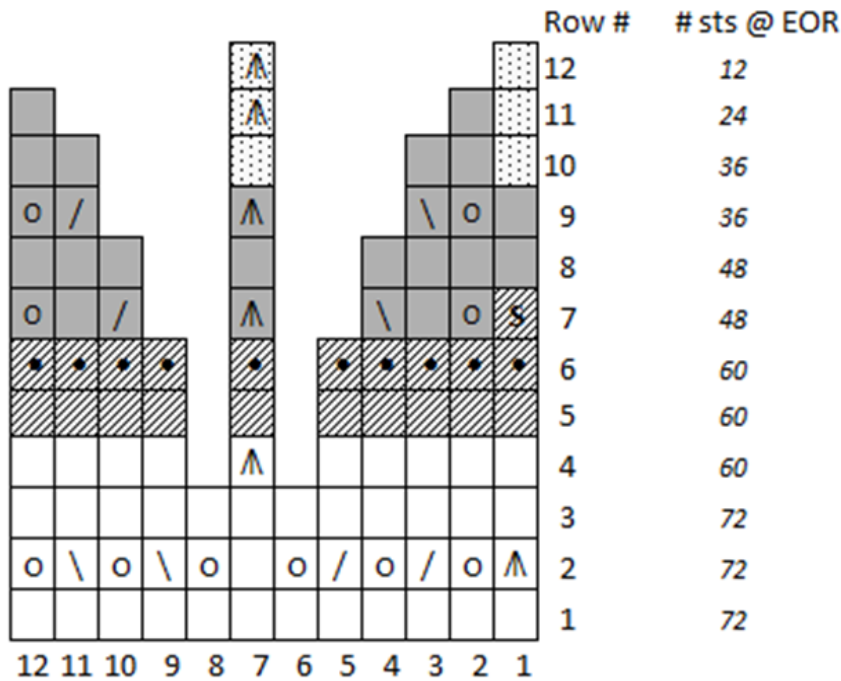 Row # # sts @ EOR
12 12
11 24
10 36
o / \ o 9 36
8 48
o / \ o S 7 48
6 60
5 60
4 60
3 72
o \ o \ o o / o / o 2 72
1 72
12 11 10 9 8 7 6 5 4 3 2 1